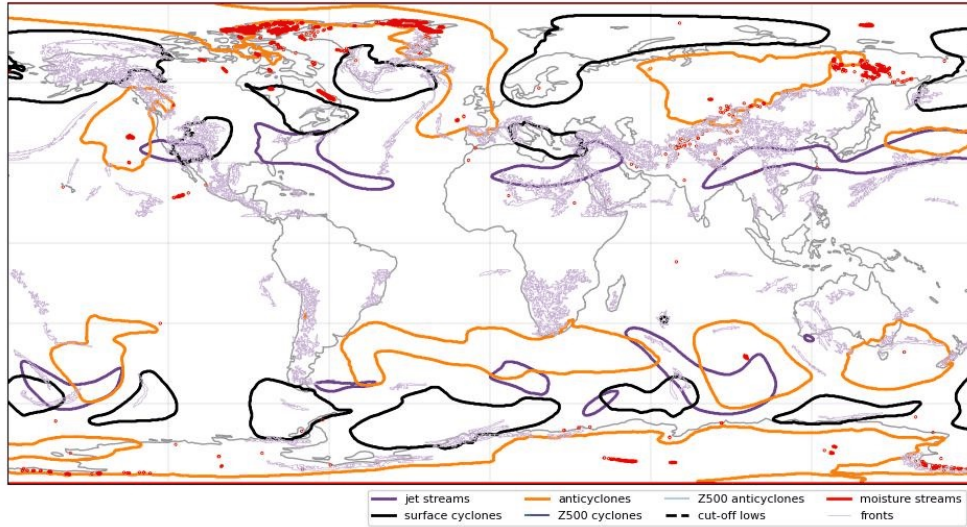 jet streams anticyclones Z500 anticyclones moisture streams
surface cyclones Z500 cyclones cut-off lows fronts